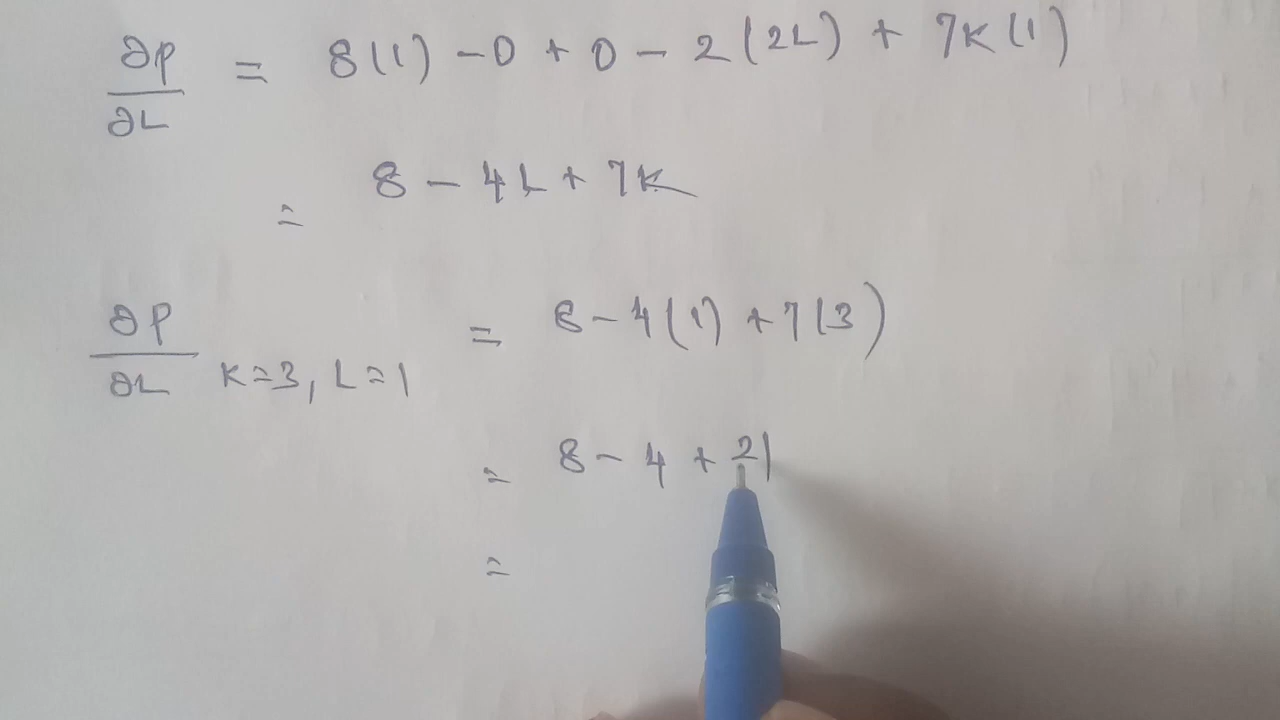 ∂P/∂L = 8(1) - 0 + 0 - 2(2L) + 7K(1)
= 8 - 4L + 7K
∂P/∂L K=3, L=1 = 8 - 4(1) + 7(3)
= 8 - 4 + 21
=